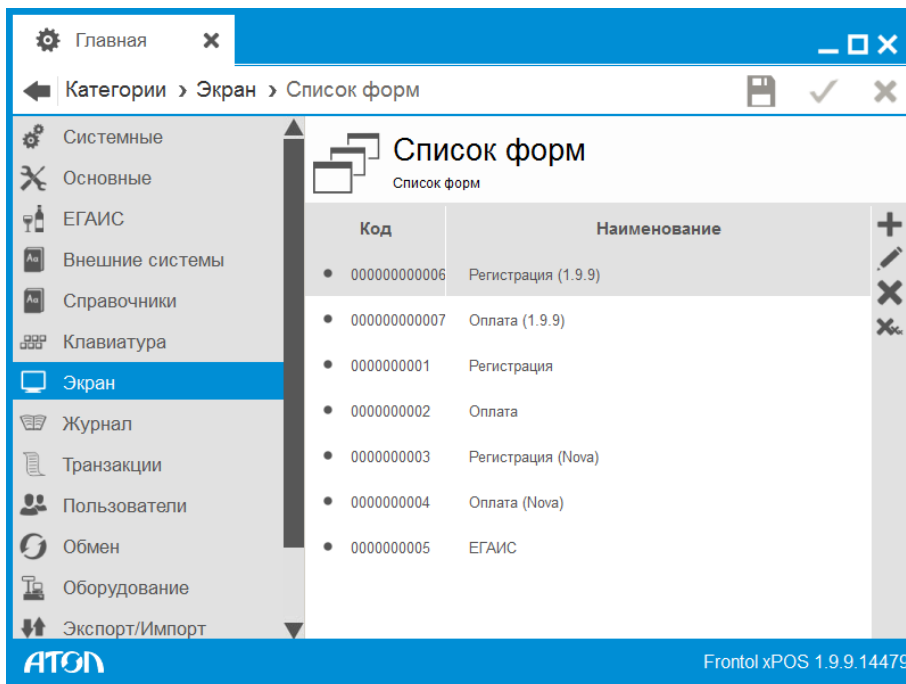 Главная
Категории › Экран › Список форм
Системные
Основные
ЕГАИС
Внешние системы
Справочники
Клавиатура
Экран
Журнал
Транзакции
Пользователи
Обмен
Оборудование
Экспорт/Импорт
Список форм
Список форм
Код Наименование
000000000006 Регистрация (1.9.9)
000000000007 Оплата (1.9.9)
0000000001 Регистрация
0000000002 Оплата
0000000003 Регистрация (Nova)
0000000004 Оплата (Nova)
0000000005 ЕГАИС
АТОЛ
Frontol xPOS 1.9.9.14479